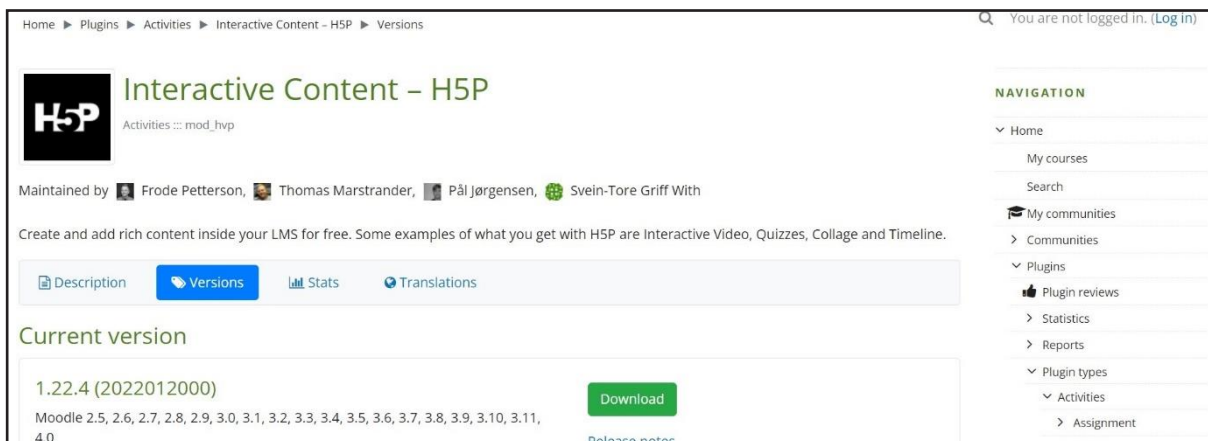 Home ▶ Plugins ▶ Activities ▶ Interactive Content – H5P ▶ Versions
You are not logged in. (Log in)
H5P
Interactive Content – H5P
Activities ::: mod_hvp
Maintained by Frode Petterson, Thomas Marstrander, Pål Jørgensen, Svein-Tore Griff With
Create and add rich content inside your LMS for free. Some examples of what you get with H5P are Interactive Video, Quizzes, Collage and Timeline.
Description Versions Stats Translations
Current version
1.22.4 (2022012000)
Moodle 2.5, 2.6, 2.7, 2.8, 2.9, 3.0, 3.1, 3.2, 3.3, 3.4, 3.5, 3.6, 3.7, 3.8, 3.9, 3.10, 3.11,
4.0
Download
Release notes
NAVIGATION
Home
My courses
Search
My communities
Communities
Plugins
Plugin reviews
Statistics
Reports
Plugin types
Activities
Assignment